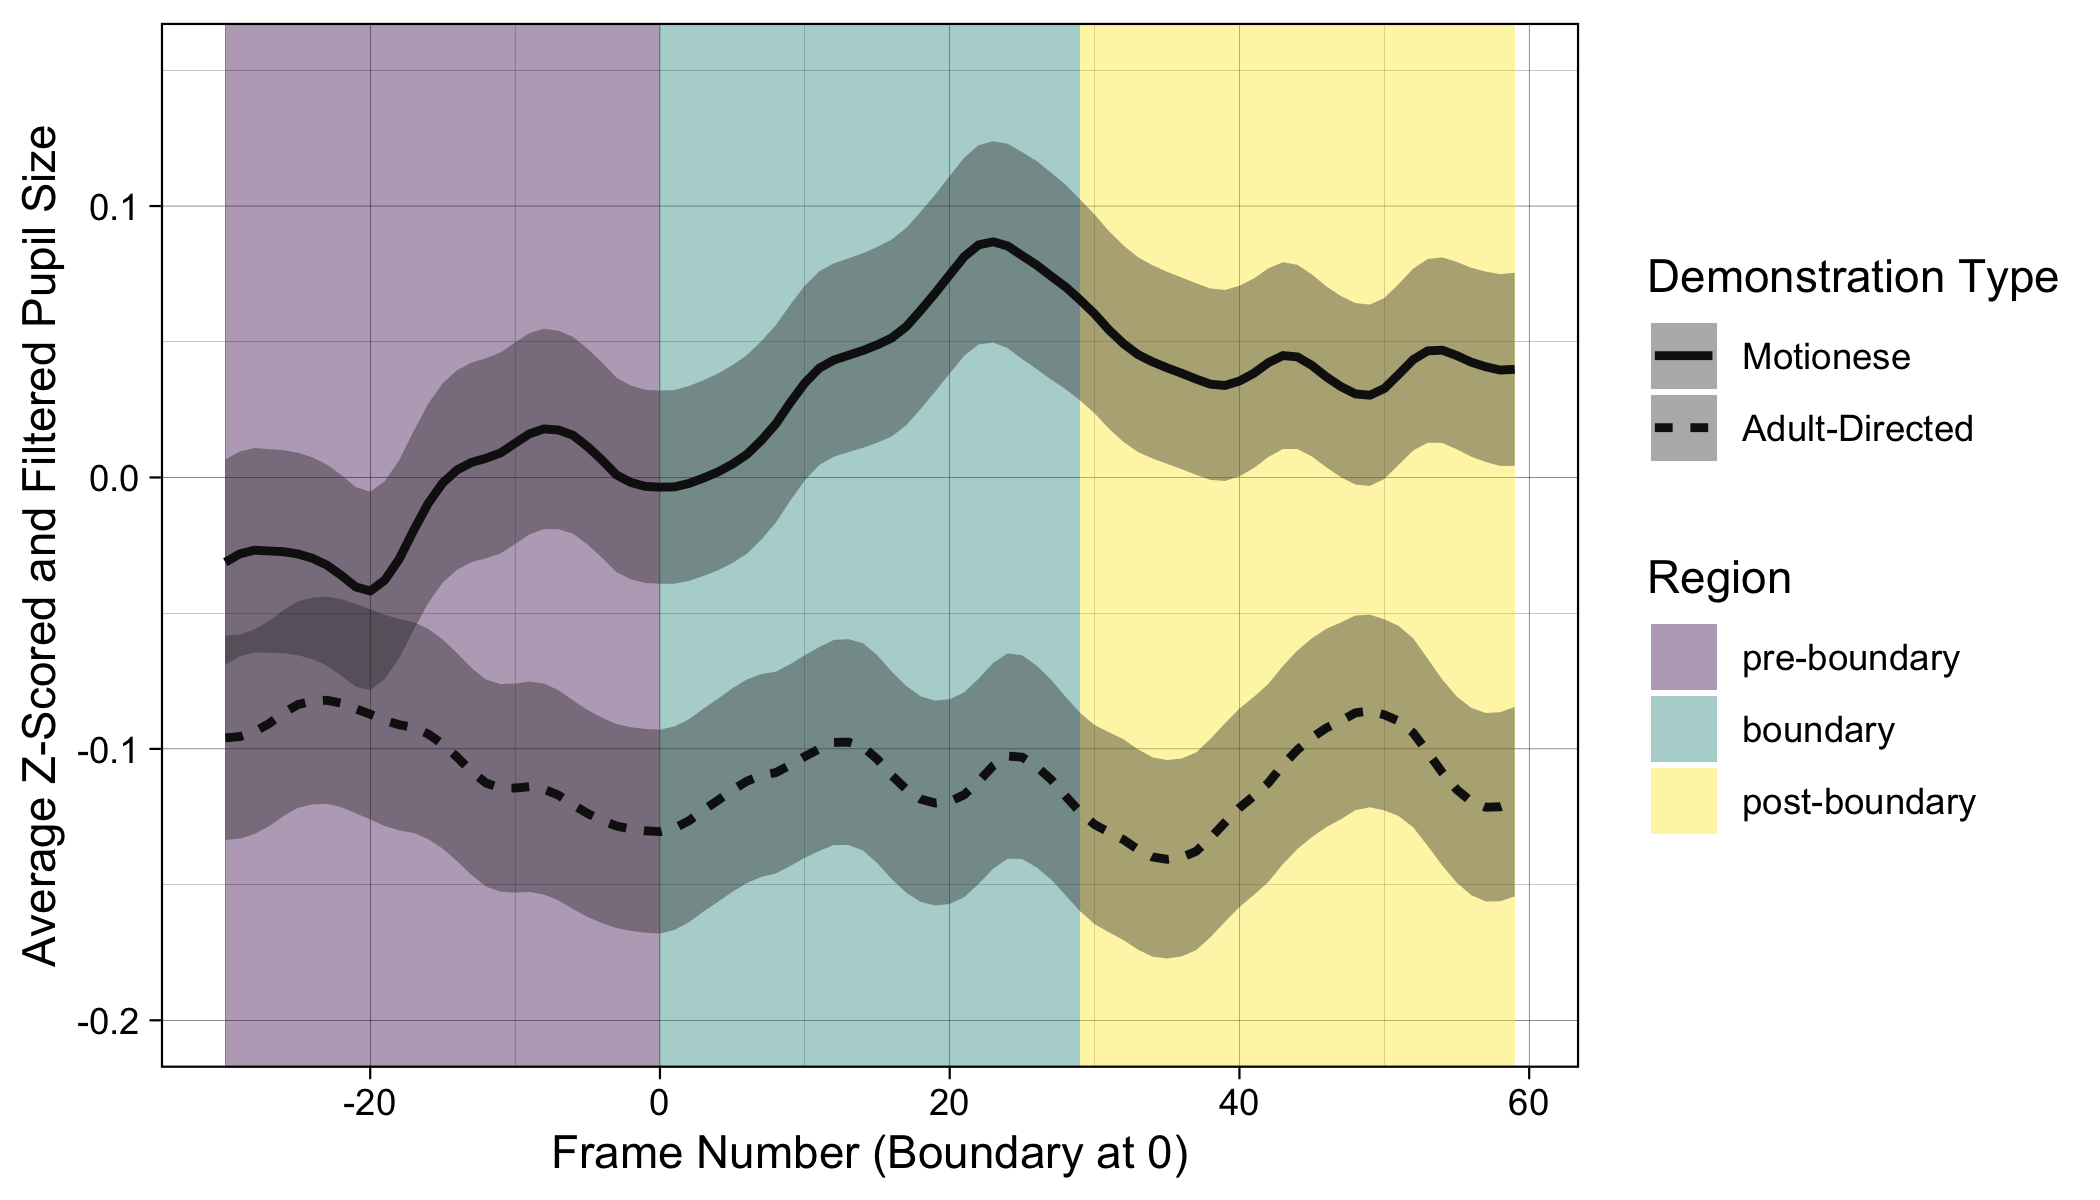 Average Z-Scored and Filtered Pupil Size
0.1
0.0
-0.1
-0.2
-20
0
20
40
60
Frame Number (Boundary at 0)
Demonstration Type
Motionese
Adult-Directed
Region
pre-boundary
boundary
post-boundary